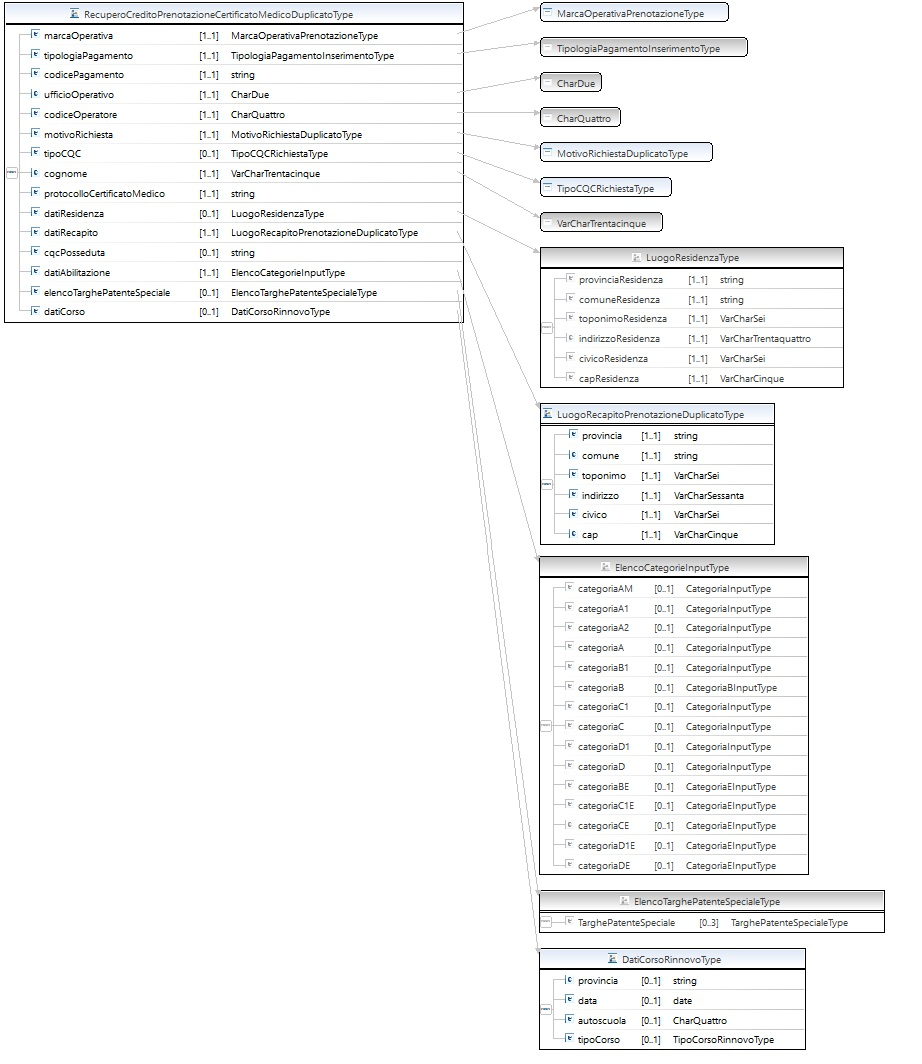 RecuperoCreditoPrenotazioneCertificatoMedicoDuplicatoType
marcaOperativa [1..1] MarcaOperativaPrenotazioneType
tipologiaPagamento [1..1] TipologiaPagamentoInserimentoType
codicePagamento [1..1] string
ufficioOperativo [1..1] CharDue
codiceOperatore [1..1] CharQuattro
motivoRichiesta [1..1] MotivoRichiestaDuplicatoType
tipoCQC [0..1] TipoCQCRichiestaType
cognome [1..1] VarCharTrentacinque
protocolloCertificatoMedico [1..1] string
datiResidenza [0..1] LuogoResidenzaType
datiRecapito [1..1] LuogoRecapitoPrenotazioneDuplicatoType
cqcPosseduta [0..1] string
datiAbilitazione [1..1] ElencoCategorieInputType
elencoTarghePatenteSpeciale [0..1] ElencoTarghePatenteSpecialeType
datiCorso [0..1] DatiCorsoRinnovoType
MarcaOperativaPrenotazioneType
TipologiaPagamentoInserimentoType
CharDue
CharQuattro
MotivoRichiestaDuplicatoType
TipoCQCRichiestaType
VarCharTrentacinque
LuogoResidenzaType
provinciaResidenza [1..1] string
comuneResidenza [1..1] string
toponimoResidenza [1..1] VarCharSei
indirizzoResidenza [1..1] VarCharTrentaquattro
civicoResidenza [1..1] VarCharSei
capResidenza [1..1] VarCharCinque
LuogoRecapitoPrenotazioneDuplicatoType
provincia [1..1] string
comune [1..1] string
toponimo [1..1] VarCharSei
indirizzo [1..1] VarCharSessanta
civico [1..1] VarCharSei
cap [1..1] VarCharCinque
ElencoCategorieInputType
categoriaAM [0..1] CategoriaInputType
categoriaA1 [0..1] CategoriaInputType
categoriaA2 [0..1] CategoriaInputType
categoriaA [0..1] CategoriaInputType
categoriaB1 [0..1] CategoriaInputType
categoriaB [0..1] CategoriaBInputType
categoriaC1 [0..1] CategoriaInputType
categoriaC [0..1] CategoriaInputType
categoriaD1 [0..1] CategoriaInputType
categoriaD [0..1] CategoriaInputType
categoriaBE [0..1] CategoriaEInputType
categoriaC1E [0..1] CategoriaEInputType
categoriaCE [0..1] CategoriaEInputType
categoriaD1E [0..1] CategoriaEInputType
categoriaDE [0..1] CategoriaEInputType
ElencoTarghePatenteSpecialeType
TarghePatenteSpeciale [0..3] TarghePatenteSpecialeType
DatiCorsoRinnovoType
provincia [0..1] string
data [0..1] date
autoscuola [0..1] CharQuattro
tipoCorso [0..1] TipoCorsoRinnovoType